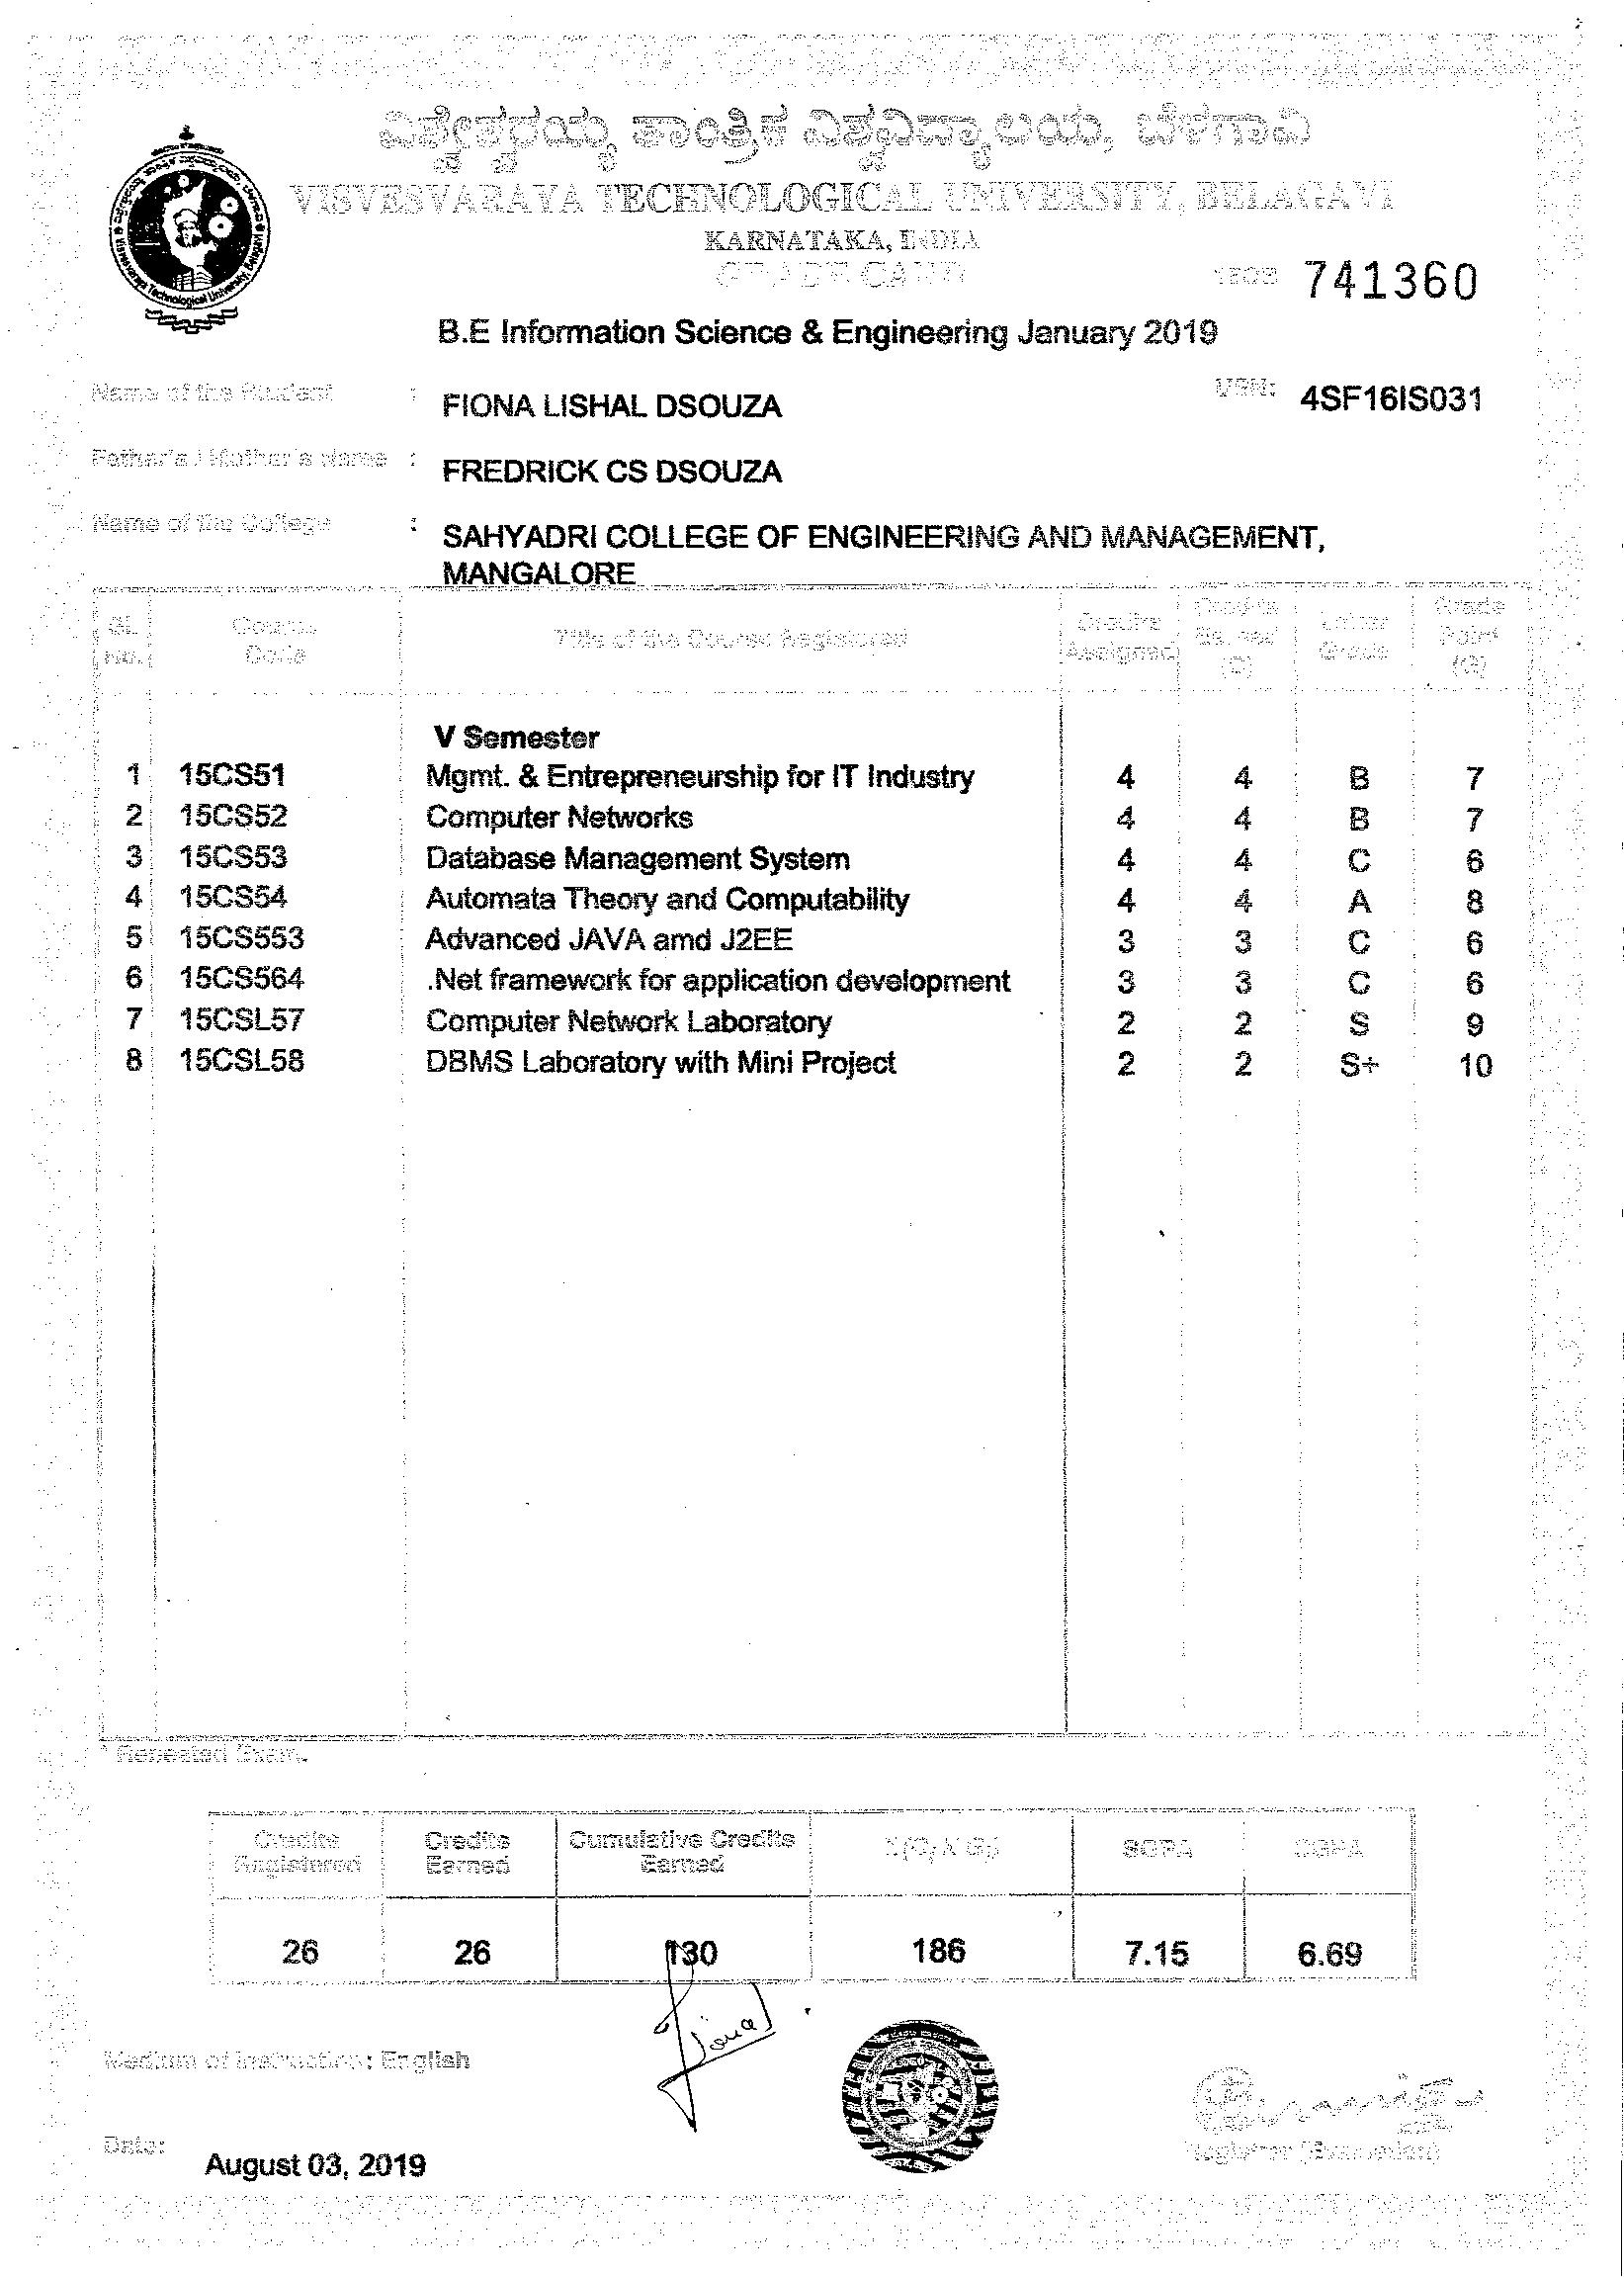 ವಿಶ್ವೇಶ್ವರಯ್ಯ ತಾಂತ್ರಿಕ ವಿಶ್ವವಿದ್ಯಾಲಯ, ಬೆಳಗಾವಿ
VISVESVARAYA TECHNOLOGICAL UNIVERSITY, BELAGAVI
KARNATAKA, INDIA
GRADE CARD 741360
B.E Information Science & Engineering January 2019
Name of the Student : FIONA LISHAL DSOUZA USN: 4SF16IS031
Father's / Mother's Name : FREDRICK CS DSOUZA
Name of the College : SAHYADRI COLLEGE OF ENGINEERING AND MANAGEMENT,
MANGALORE
Sl. No. Course Code Title of the Course Registered Credits Assigned Credits Earned (C) Letter Grade Grade Point (G)
V Semester
1 15CS51 Mgmt. & Entrepreneurship for IT Industry 4 4 B 7
2 15CS52 Computer Networks 4 4 B 7
3 15CS53 Database Management System 4 4 C 6
4 15CS54 Automata Theory and Computability 4 4 A 8
5 15CS553 Advanced JAVA amd J2EE 3 3 C 6
6 15CS564 .Net framework for application development 3 3 C 6
7 15CSL57 Computer Network Laboratory 2 2 S 9
8 15CSL58 DBMS Laboratory with Mini Project 2 2 S+ 10
* Repeated Exam.
Credits Registered Credits Earned Cumulative Credits Earned SGPA CGPA
26 26 130 186 7.15 6.69
Medium of Instruction : English
Date: August 03, 2019
Registrar (Evaluation)